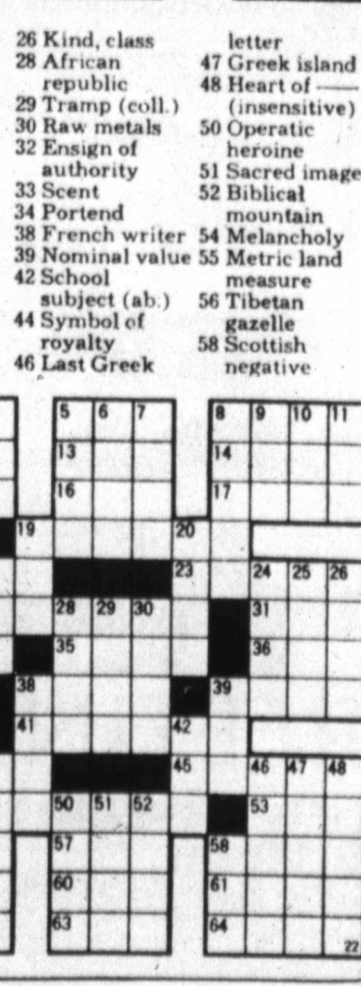 26 Kind, class
28 African
republic
29 Tramp (coll.)
30 Raw metals
32 Ensign of
authority
33 Scent
34 Portend
38 French writer
39 Nominal value
42 School
subject (ab.)
44 Symbol of
royalty
46 Last Greek
letter
47 Greek island
48 Heart of ——
(insensitive)
50 Operatic
heroine
51 Sacred image
52 Biblical
mountain
54 Melancholy
55 Metric land
measure
56 Tibetan
gazelle
58 Scottish
negative
5 6 7 8 9 10 11
13 14
16 17
19 20
23 24 25 26
28 29 30 31
35 36
38 39
41 42
45 46 47 48
50 51 52 53
57 58
60 61
63 64
22